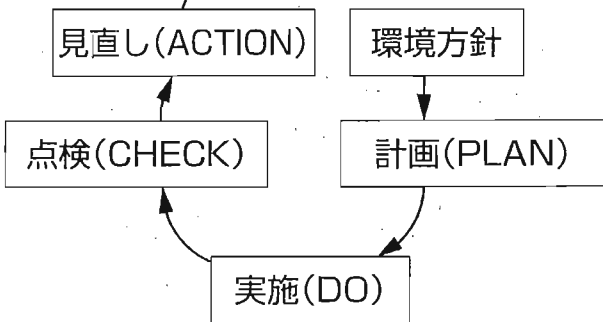 見直し(ACTION)
環境方針
点検(CHECK)
計画(PLAN)
実施(DO)